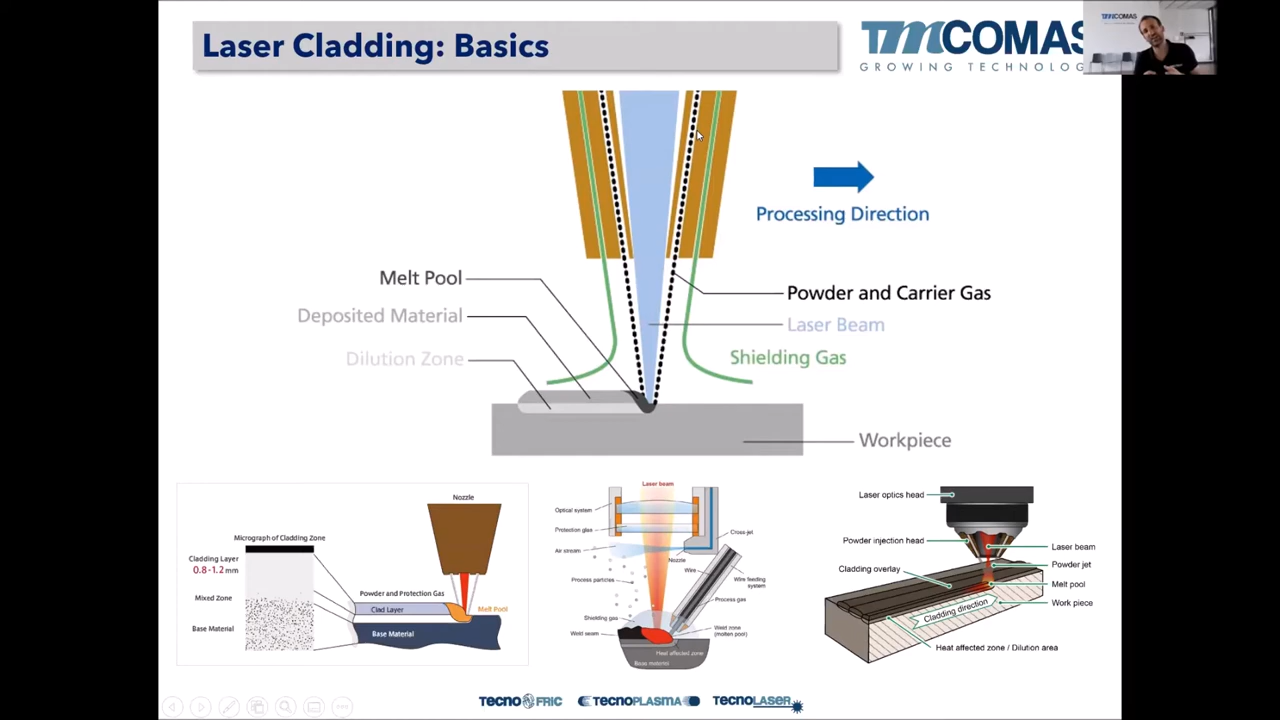 Laser Cladding: Basics
TMCOMAS
GROWING TECHNOLOG
TMCOMAS
Processing Direction
Melt Pool
Deposited Material
Dilution Zone
Powder and Carrier Gas
Laser Beam
Shielding Gas
Workpiece
Nozzle
Micrograph of Cladding Zone
Cladding Layer
0.8-1.2 mm
Mixed Zone
Base Material
Powder and Protection Gas
Clad Layer
Melt Pool
Base Material
Laser beam
Optical system
Protection glas
Air stream
Cross-jet
Nozzle
Process particles
Wire
Wire feeding
system
Process gas
Shielding gas
Weld seam
Weld zone
(molten pool)
Heat affected zone
Base material
Laser optics head
Powder injection head
Cladding overlay
Laser beam
Powder jet
Melt pool
Work piece
Cladding direction
Heat affected zone / Dilution area
TECNOFRIC
TECNOPLASMA
TECNOLASER